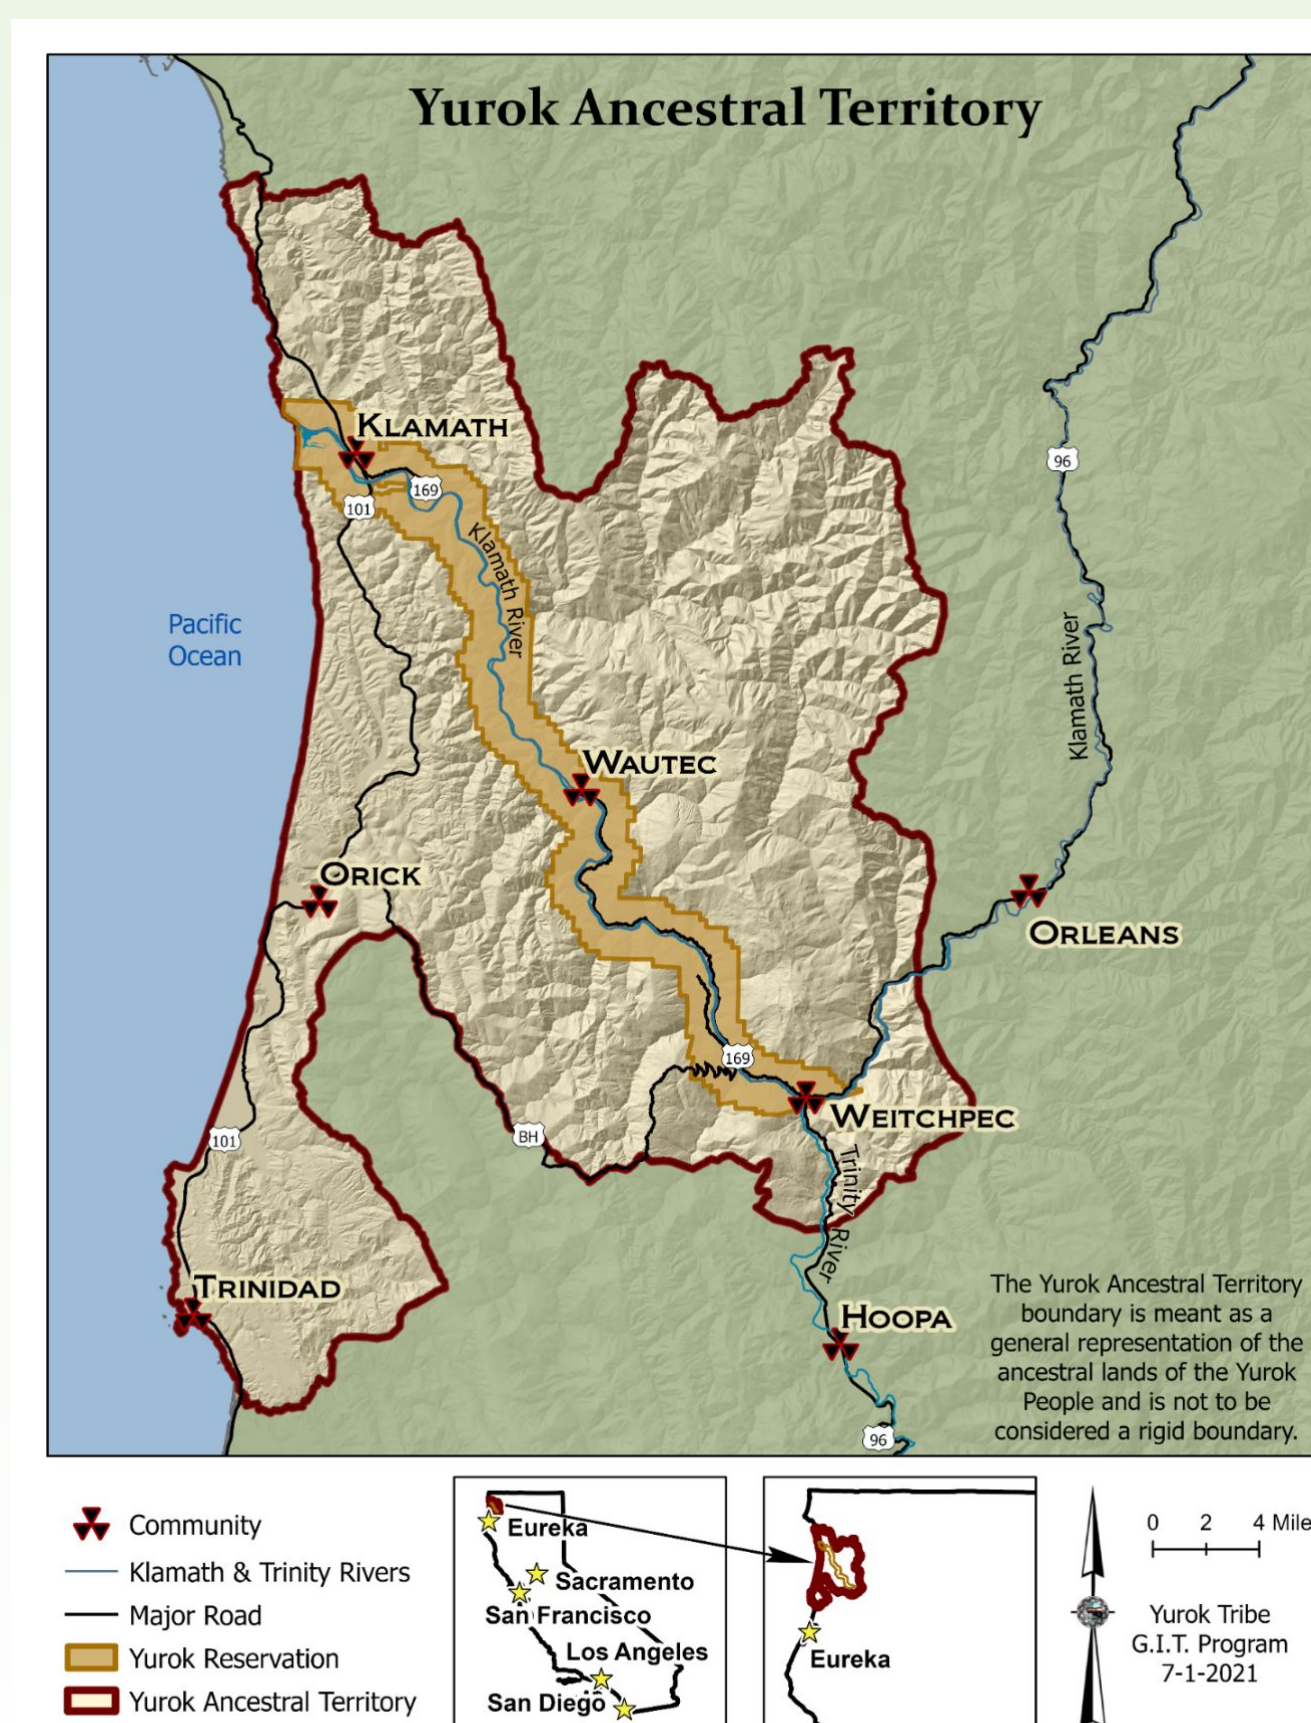 Yurok Ancestral Territory
KLAMATH
169
101
Klamath River
96
Pacific
Ocean
Klamath River
WAUTEC
ORICK
ORLEANS
169
WEITCHPEC
101
BH
Trinity River
TRINIDAD
HOOPA
96
The Yurok Ancestral Territory
boundary is meant as a
general representation of the
ancestral lands of the Yurok
People and is not to be
considered a rigid boundary.
Community
Klamath & Trinity Rivers
Major Road
Yurok Reservation
Yurok Ancestral Territory
Eureka
Sacramento
San Francisco
Los Angeles
San Diego
Eureka
0 2 4 Mile
Yurok Tribe
G.I.T. Program
7-1-2021